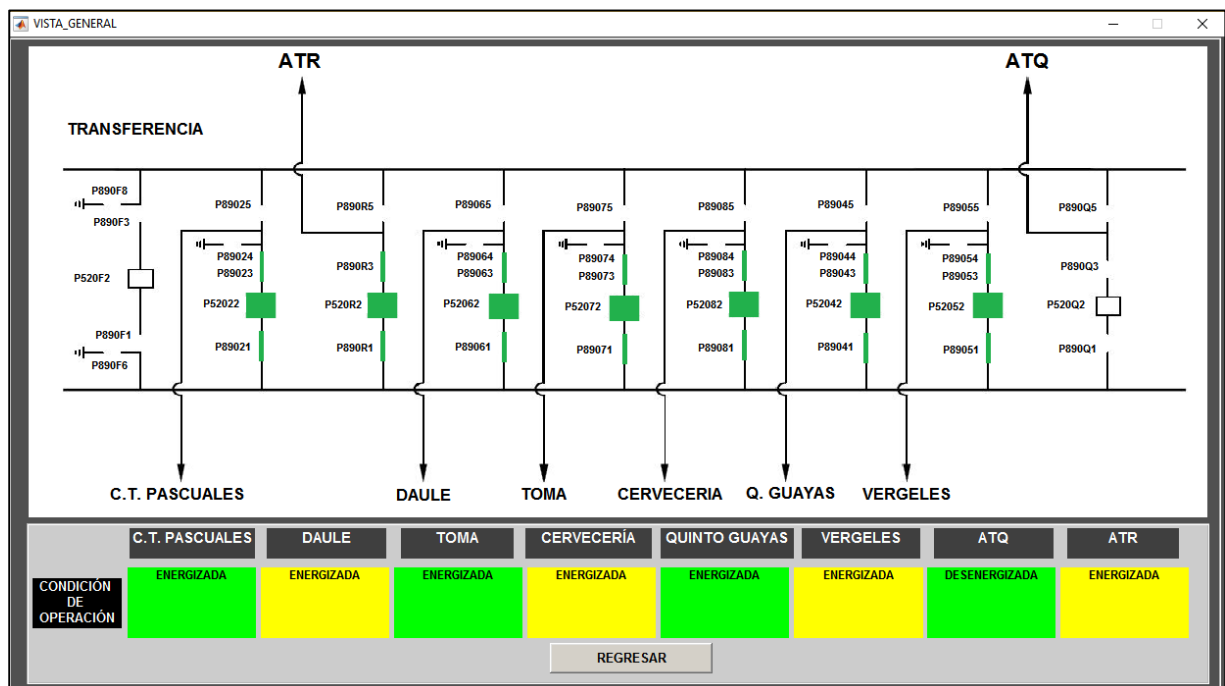 VISTA_GENERAL
ATR
ATQ
TRANSFERENCIA
P890F8
P890F3
P520F2
P890F1
P890F6
P89025
P89024
P89023
P52022
P89021
P890R5
P890R3
P520R2
P890R1
P89065
P89064
P89063
P52062
P89061
P89075
P89074
P89073
P52072
P89071
P89085
P89084
P89083
P52082
P89081
P89045
P89044
P89043
P52042
P89041
P89055
P89054
P89053
P52052
P89051
P890Q5
P890Q3
P520Q2
P890Q1
C.T. PASCUALES
DAULE
TOMA
CERVECERIA
Q. GUAYAS
VERGELES
C.T. PASCUALES
DAULE
TOMA
CERVECERÍA
QUINTO GUAYAS
VERGELES
ATQ
ATR
CONDICIÓN
DE
OPERACIÓN
ENERGIZADA
ENERGIZADA
ENERGIZADA
ENERGIZADA
ENERGIZADA
ENERGIZADA
DESENERGIZADA
ENERGIZADA
REGRESAR